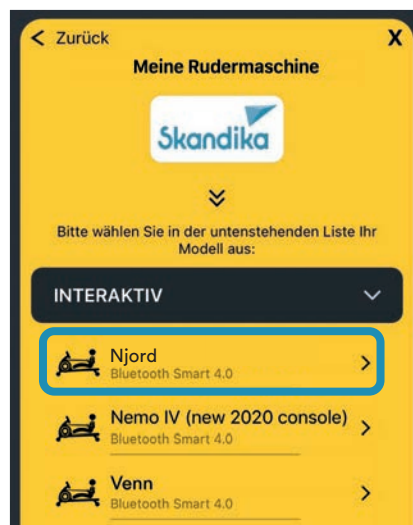 < Zurück X
Meine Rudermaschine
Skandika
Bitte wählen Sie in der untenstehenden Liste Ihr
Modell aus:
INTERAKTIV
Njord
Bluetooth Smart 4.0
Nemo IV (new 2020 console)
Bluetooth Smart 4.0
Venn
Bluetooth Smart 4.0